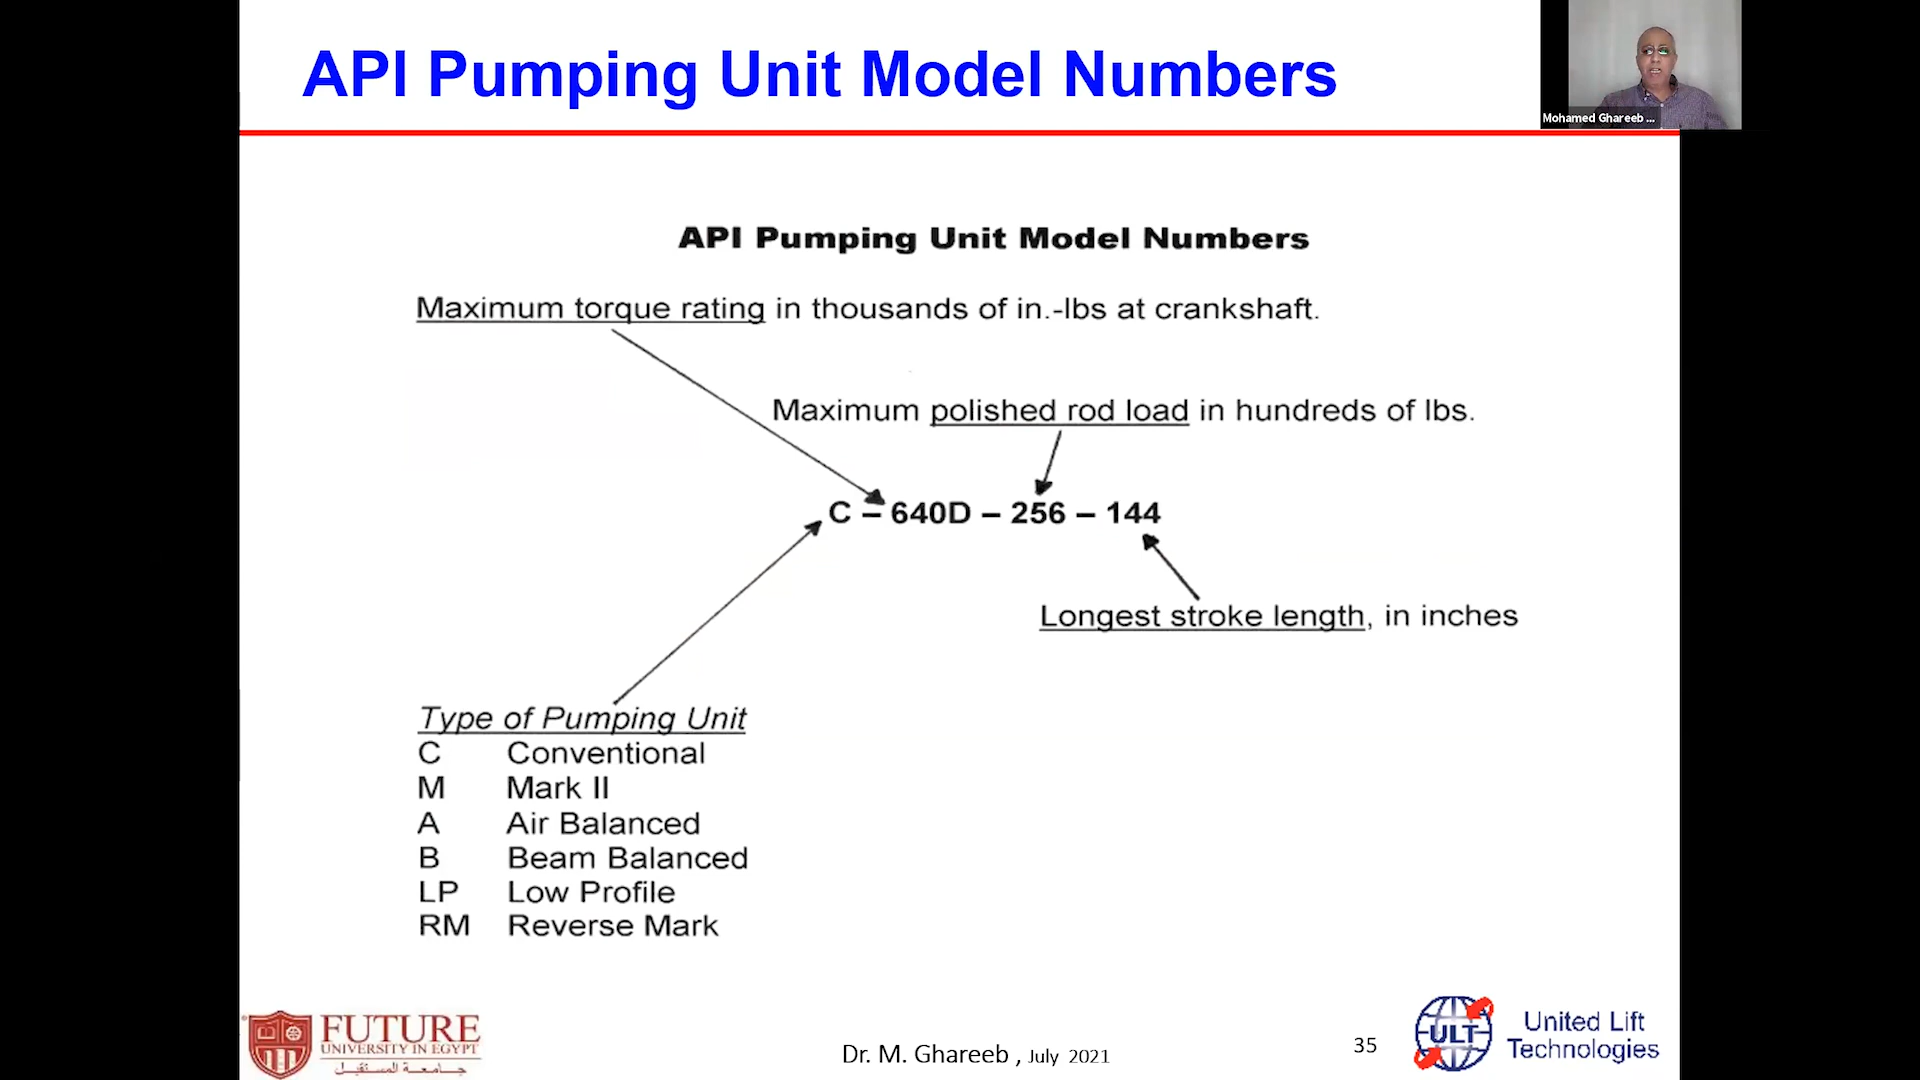 API Pumping Unit Model Numbers
Mohamed Ghareeb ...
API Pumping Unit Model Numbers
Maximum torque rating in thousands of in.-lbs at crankshaft.
Maximum polished rod load in hundreds of lbs.
C – 640D – 256 – 144
Longest stroke length, in inches
Type of Pumping Unit
C Conventional
M Mark II
A Air Balanced
B Beam Balanced
LP Low Profile
RM Reverse Mark
FUTURE
UNIVERSITY IN EGYPT
جامعة المستقبل
Dr. M. Ghareeb , July 2021
35
ULT
United Lift
Technologies